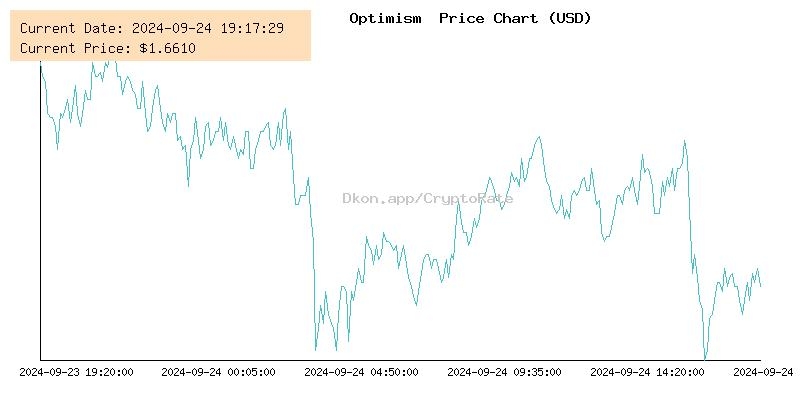 Optimism  Price Chart (USD)
Current Date: 2024-09-24 19:17:29
Current Price: $1.6610
Dkon.app/CryptoRate
2024-09-23 19:20:00 2024-09-24 00:05:00 2024-09-24 04:50:00 2024-09-24 09:35:00 2024-09-24 14:20:00 2024-09-24